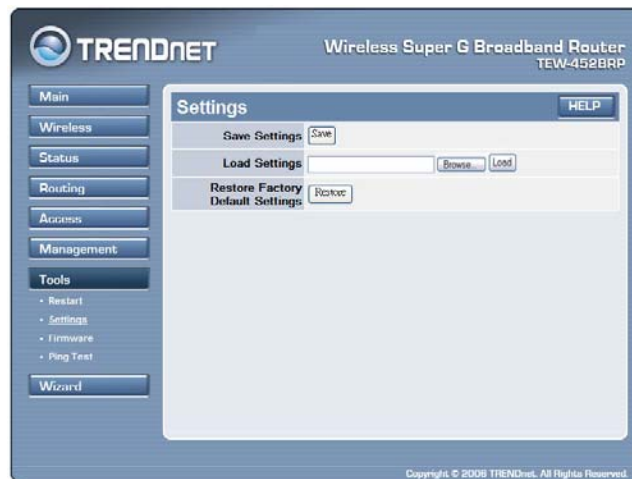 TRENDNET
Wireless Super G Broadband Router
TEW-452BRP
Main
Wireless
Status
Routing
Access
Management
Tools
• Restart
• Settings
• Firmware
• Ping Test
Wizard
Settings
HELP
Save Settings Save
Load Settings Browse... Load
Restore Factory
Default Settings Restore
Copyright © 2006 TRENDnet. All Rights Reserved.